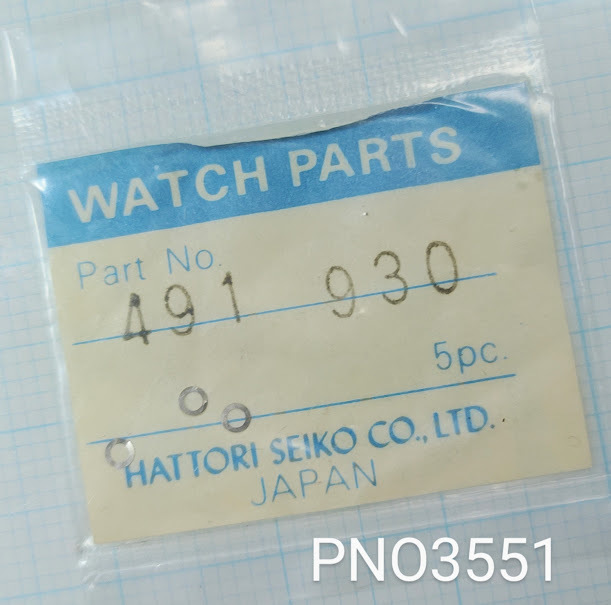 WATCH PARTS
Part No.
491 930
5pc.
HATTORI SEIKO CO., LTD.
JAPAN
PNO3551